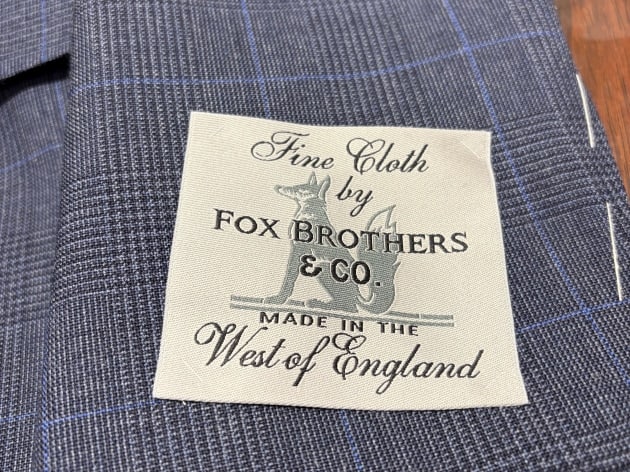 Fine Cloth
by
FOX BROTHERS
& CO.
MADE IN THE
West of England